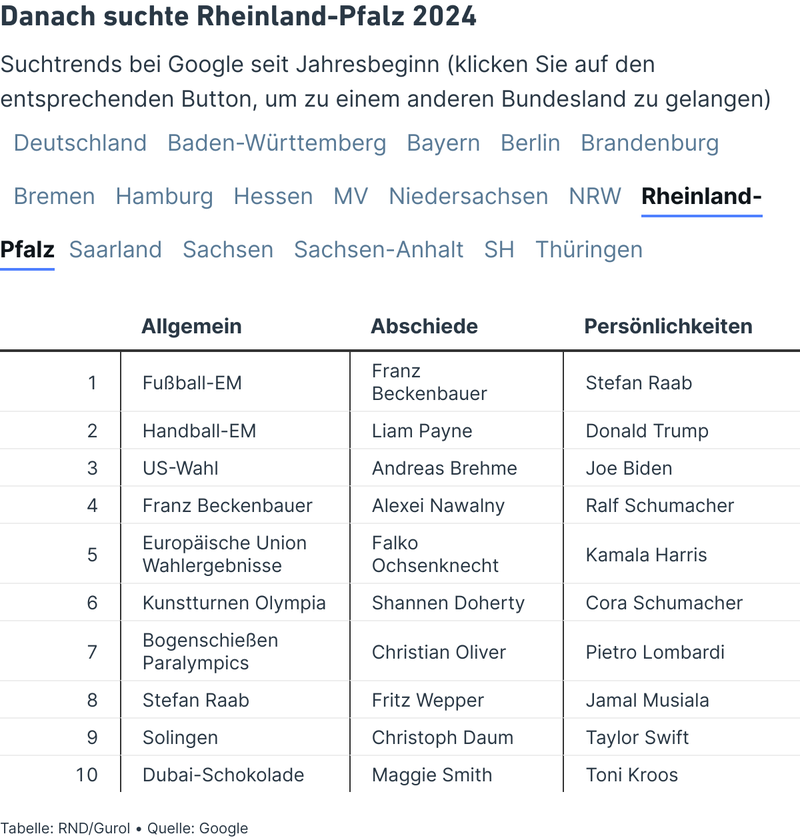 Danach suchte Rheinland-Pfalz 2024
Suchtrends bei Google seit Jahresbeginn (klicken Sie auf den
entsprechenden Button, um zu einem anderen Bundesland zu gelangen)
Deutschland Baden-Württemberg Bayern Berlin Brandenburg
Bremen Hamburg Hessen MV Niedersachsen NRW Rheinland-
Pfalz Saarland Sachsen Sachsen-Anhalt SH Thüringen
Allgemein Abschiede Persönlichkeiten
1 Fußball-EM Franz Beckenbauer Stefan Raab
2 Handball-EM Liam Payne Donald Trump
3 US-Wahl Andreas Brehme Joe Biden
4 Franz Beckenbauer Alexei Nawalny Ralf Schumacher
5 Europäische Union Wahlergebnisse Falko Ochsenknecht Kamala Harris
6 Kunstturnen Olympia Shannen Doherty Cora Schumacher
7 Bogenschießen Paralympics Christian Oliver Pietro Lombardi
8 Stefan Raab Fritz Wepper Jamal Musiala
9 Solingen Christoph Daum Taylor Swift
10 Dubai-Schokolade Maggie Smith Toni Kroos
Tabelle: RND/Gurol • Quelle: Google